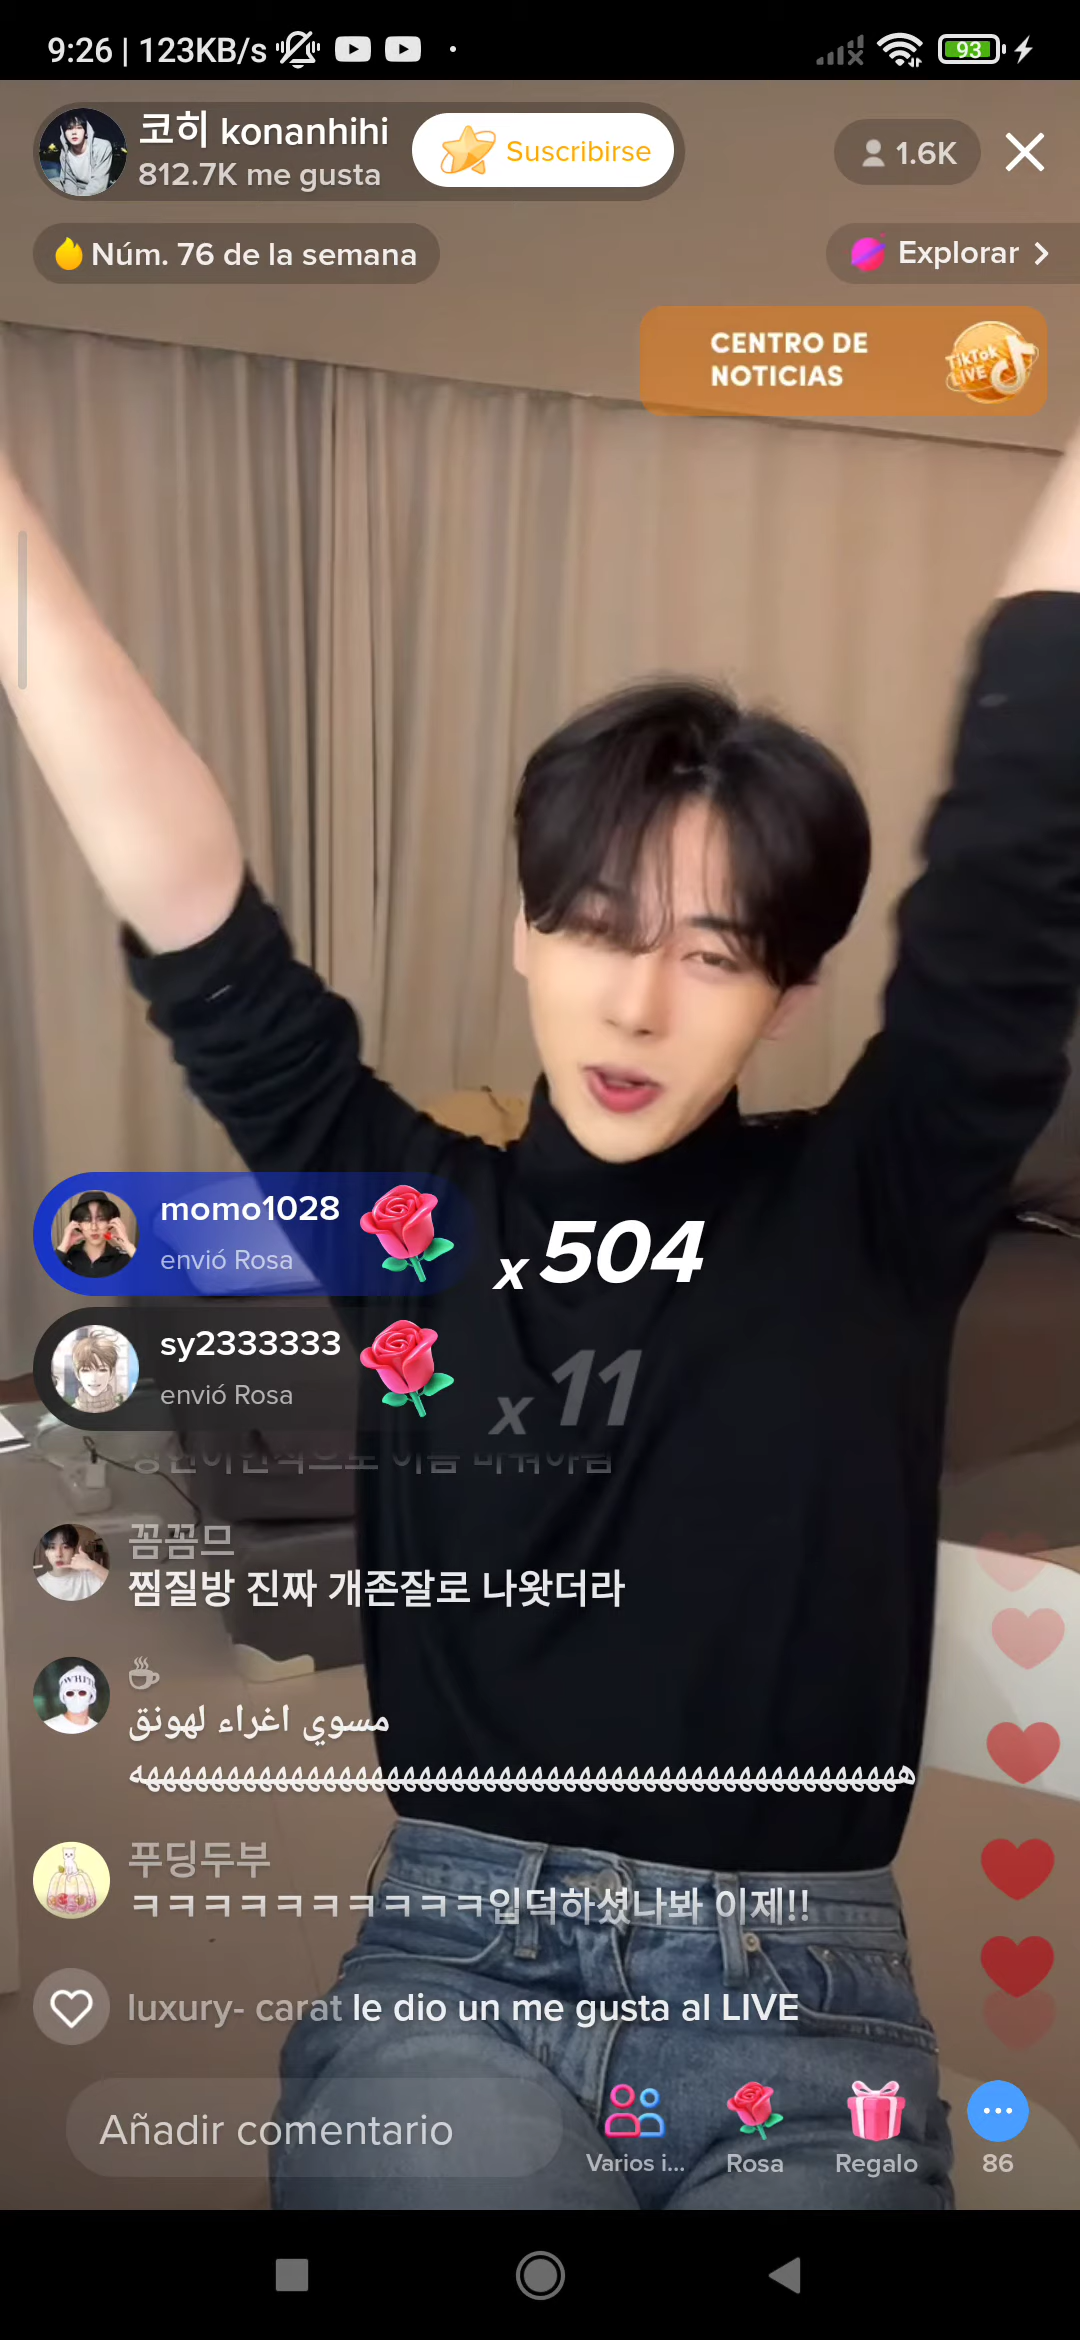 9:26 | 123KB/s
93
코히 konanhihi
812.7K me gusta
Suscribirse
1.6K
Núm. 76 de la semana
Explorar
CENTRO DE
NOTICIAS
TikTok
LIVE
momo1028
envió Rosa
x 504
sy2333333
envió Rosa
x 11
꼼꼼므
찜질방 진짜 개존잘로 나왓더라
مسوي اغراء لهونق
ههههههههههههههههههههههههههههههههههههههههههههههه
푸딩두부
ㅋㅋㅋㅋㅋㅋㅋㅋㅋㅋ입덕하셨나봐 이제!!
luxury- carat le dio un me gusta al LIVE
Añadir comentario
Varios i...
Rosa
Regalo
86